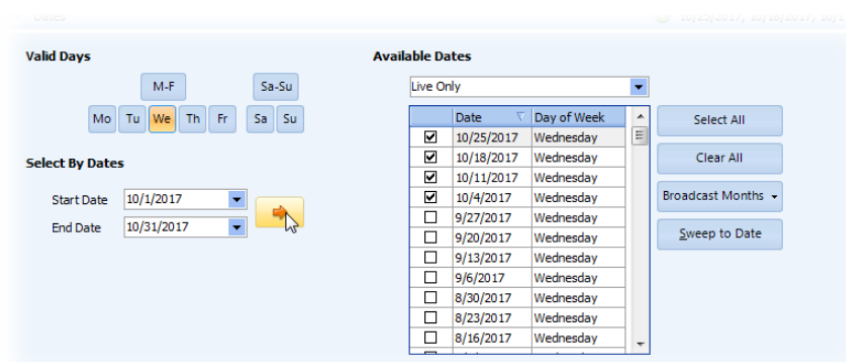 Dates
Valid Days
M-F Sa-Su
Mo Tu We Th Fr Sa Su
Select By Dates
Start Date 10/1/2017
End Date 10/31/2017
Available Dates
Live Only
Date Day of Week
10/25/2017 Wednesday
10/18/2017 Wednesday
10/11/2017 Wednesday
10/4/2017 Wednesday
9/27/2017 Wednesday
9/20/2017 Wednesday
9/13/2017 Wednesday
9/6/2017 Wednesday
8/30/2017 Wednesday
8/23/2017 Wednesday
8/16/2017 Wednesday
Select All
Clear All
Broadcast Months
Sweep to Date